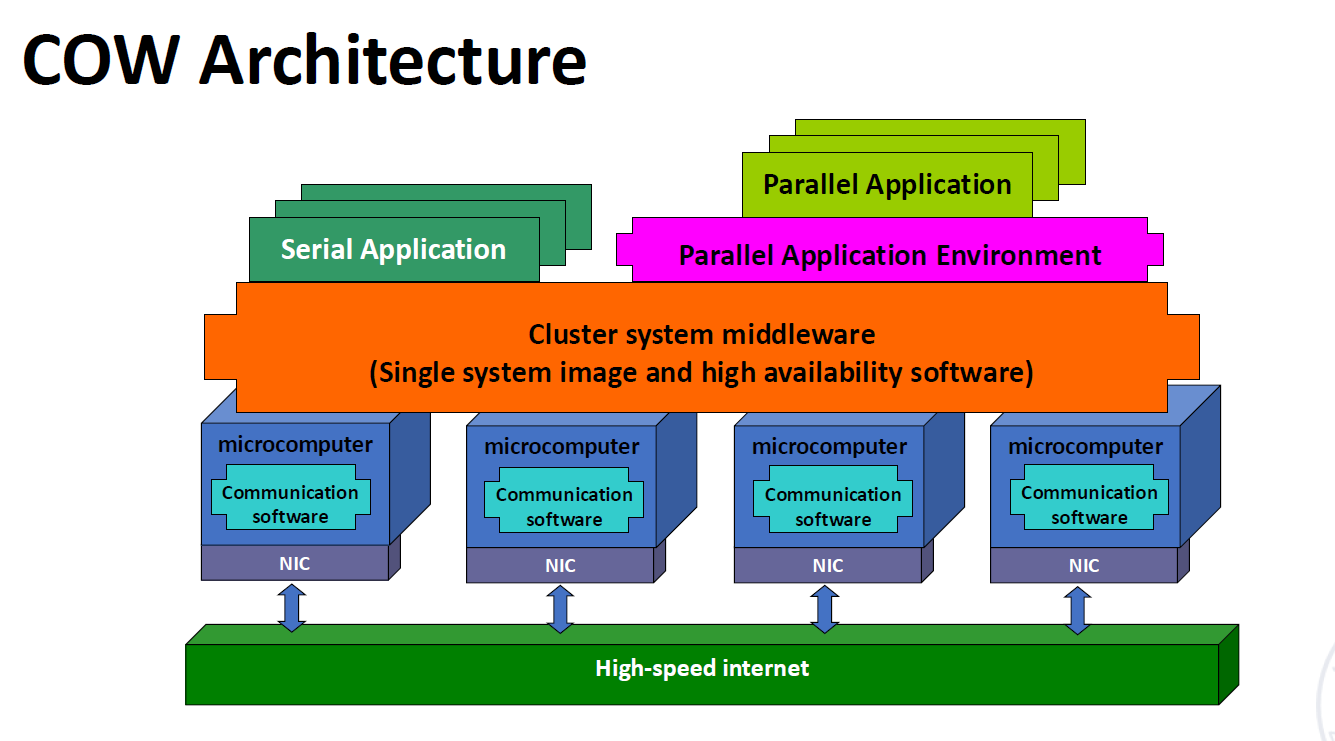 COW Architecture
Parallel Application
Serial Application
Parallel Application Environment
Cluster system middleware
(Single system image and high availability software)
microcomputer
Communication
software
NIC
microcomputer
Communication
software
NIC
microcomputer
Communication
software
NIC
microcomputer
Communication
software
NIC
High-speed internet